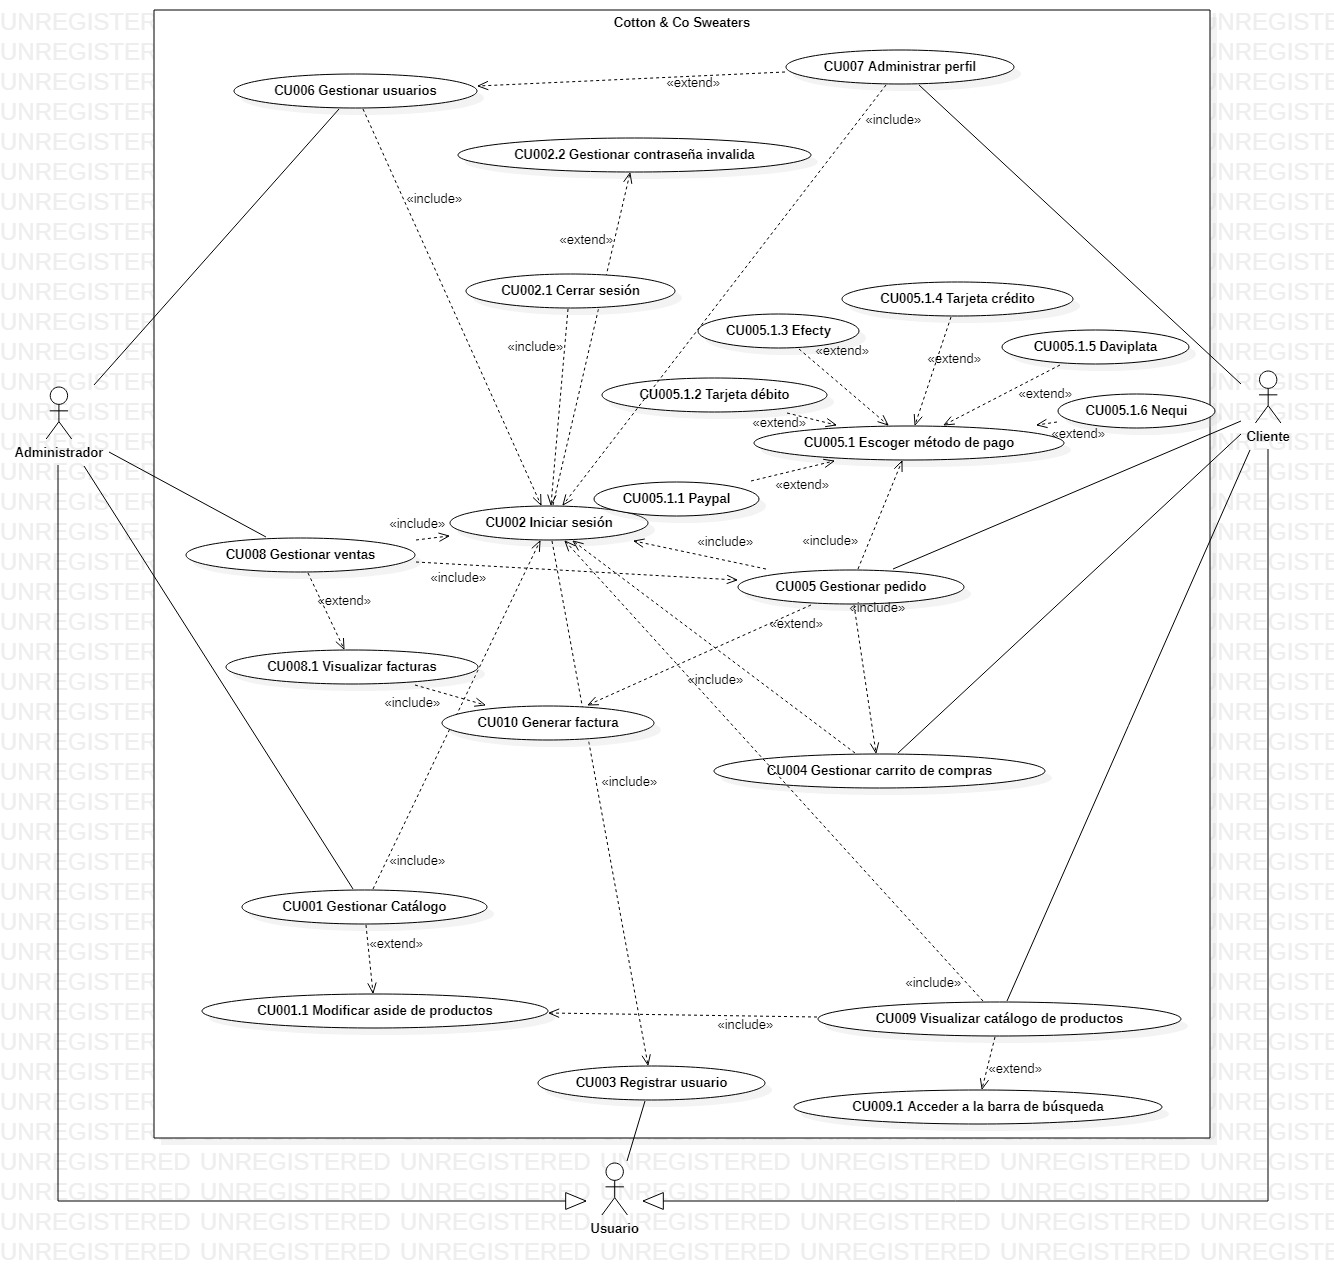 Cotton & Co Sweaters
CU007 Administrar perfil
CU006 Gestionar usuarios
«extend»
«include»
CU002.2 Gestionar contraseña invalida
«include»
«extend»
CU002.1 Cerrar sesión
CU005.1.4 Tarjeta crédito
CU005.1.3 Efecty
«include»
«extend»
CU005.1.5 Daviplata
«extend»
CU005.1.2 Tarjeta débito
«extend»
CU005.1.6 Nequi
«extend»
«extend»
Administrador
Cliente
CU005.1 Escoger método de pago
«extend»
CU005.1.1 Paypal
CU002 Iniciar sesión
«include»
«include»
«include»
CU008 Gestionar ventas
«include»
CU005 Gestionar pedido
«extend»
«include»
«extend»
CU008.1 Visualizar facturas
«include»
«include»
CU010 Generar factura
CU004 Gestionar carrito de compras
«include»
«include»
CU001 Gestionar Catálogo
«extend»
«include»
CU001.1 Modificar aside de productos
CU009 Visualizar catálogo de productos
«include»
«extend»
CU003 Registrar usuario
CU009.1 Acceder a la barra de búsqueda
UNREGISTERED UNREGISTERED UNREGISTERED UNREGISTERED UNREGISTERED UNREGISTERED
Usuario